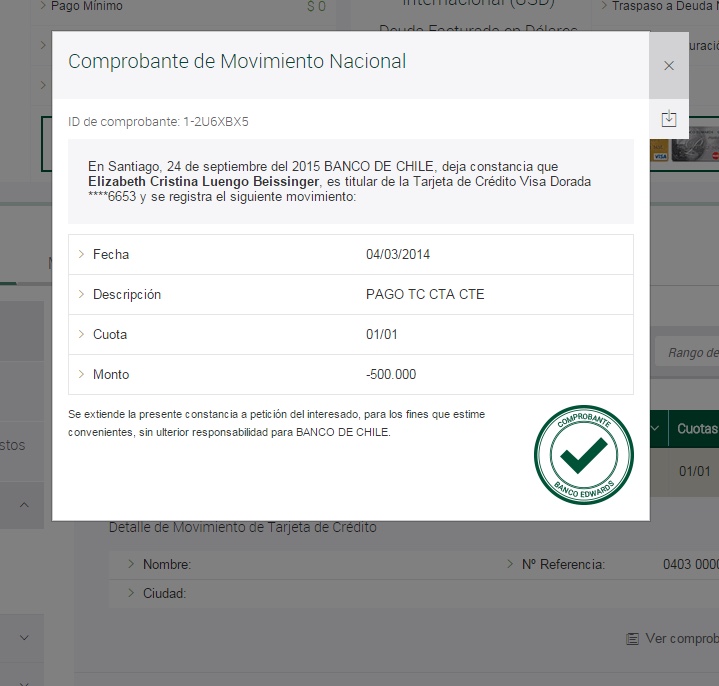 Pago Mínimo
$ 0
Internacional (USD)
Traspaso a Deuda
Deuda Facturada en Dólares
Comprobante de Movimiento Nacional
ID de comprobante: 1-2U6XBX5
En Santiago, 24 de septiembre del 2015 BANCO DE CHILE, deja constancia que
Elizabeth Cristina Luengo Beissinger, es titular de la Tarjeta de Crédito Visa Dorada
****6653 y se registra el siguiente movimiento:
Fecha 04/03/2014
Descripción PAGO TC CTA CTE
Cuota 01/01
Monto -500.000
Se extiende la presente constancia a petición del interesado, para los fines que estime
convenientes, sin ulterior responsabilidad para BANCO DE CHILE.
COMPROBANTE
BANCO EDWARDS
VISA
Rango de
Cuotas
01/01
stos
Detalle de Movimiento de Tarjeta de Crédito
Nombre:
Nº Referencia: 0403 0000
Ciudad:
Ver comprob